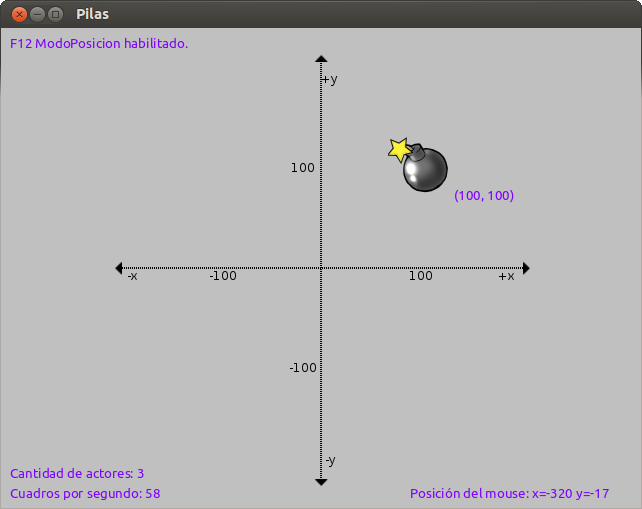 Pilas
F12 ModoPosicion habilitado.
+y
100
(100, 100)
-x
-100
100
+x
-100
-y
Cantidad de actores: 3
Cuadros por segundo: 58
Posición del mouse: x=-320 y=-17